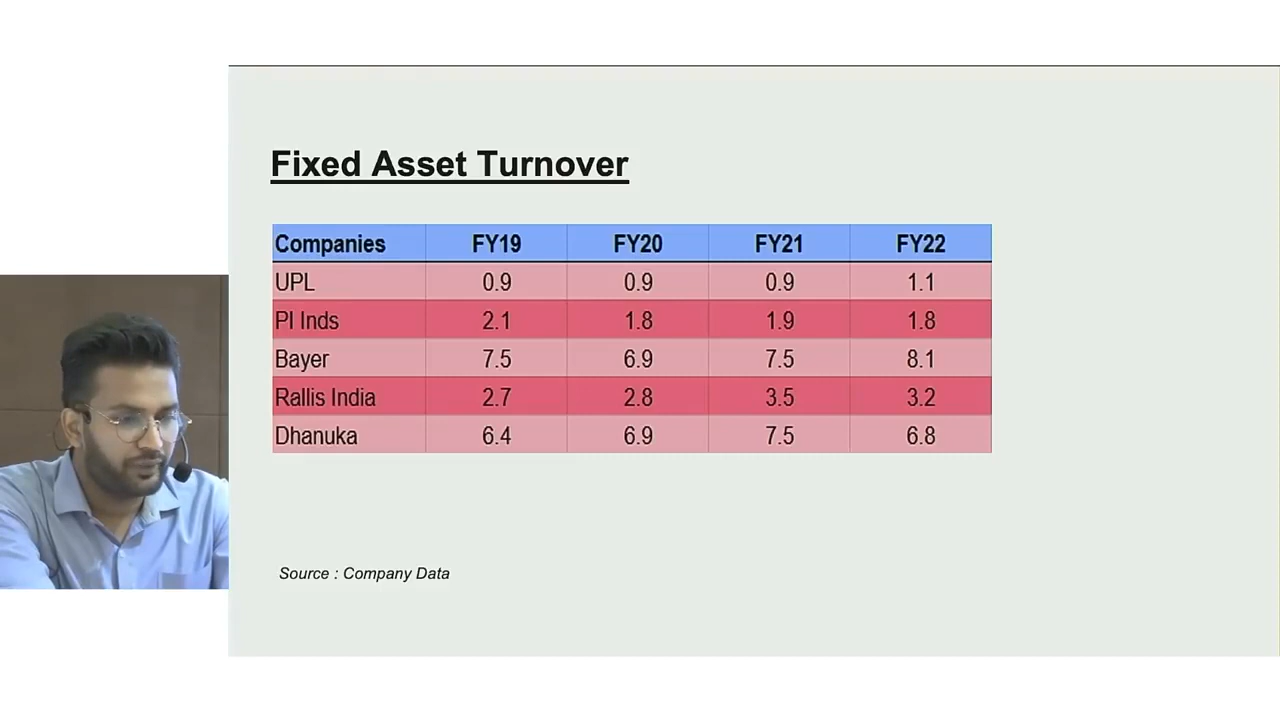 Fixed Asset Turnover
Companies FY19 FY20 FY21 FY22
UPL 0.9 0.9 0.9 1.1
PI Inds 2.1 1.8 1.9 1.8
Bayer 7.5 6.9 7.5 8.1
Rallis India 2.7 2.8 3.5 3.2
Dhanuka 6.4 6.9 7.5 6.8
Source : Company Data